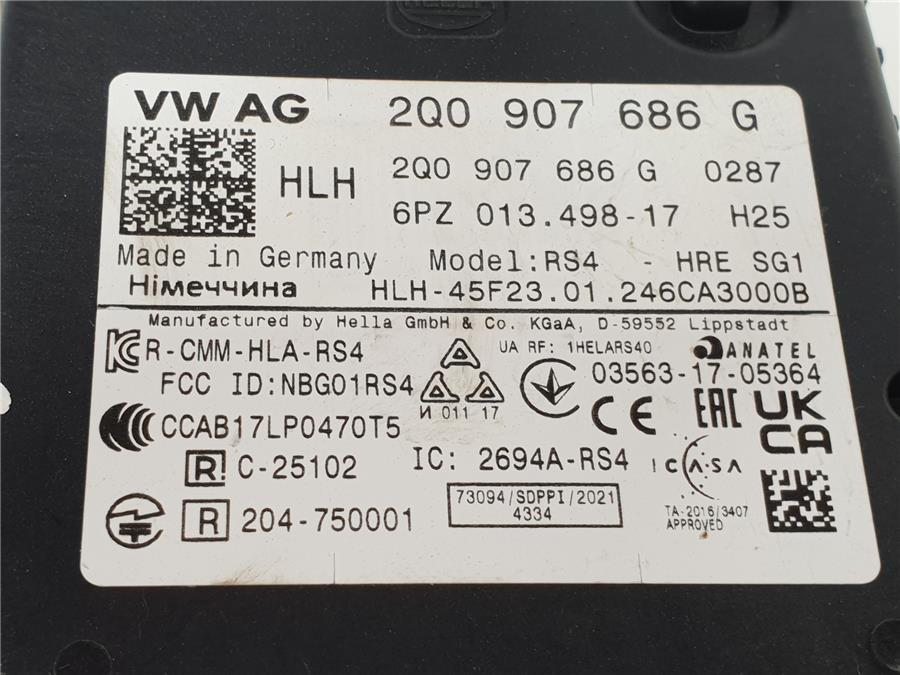 HELLA
VW AG 2Q0 907 686 G
HLH 2Q0 907 686 G 0287
6PZ 013.498-17 H25
Made in Germany Model:RS4 - HRE SG1
Німеччина HLH-45F23.01.246CA3000B
Manufactured by Hella GmbH & Co. KGaA, D-59552 Lippstadt
R-CMM-HLA-RS4 UA RF: 1HELARS40 ANATEL
FCC ID:NBG01RS4 03563-17-05364
И 011 17 CE EAC UKCA
CCAB17LP0470T5
R! C-25102 IC: 2694A-RS4 ICASA
R 204-750001 73094/SDPPI/2021
4334
TA-2016/3407
APPROVED